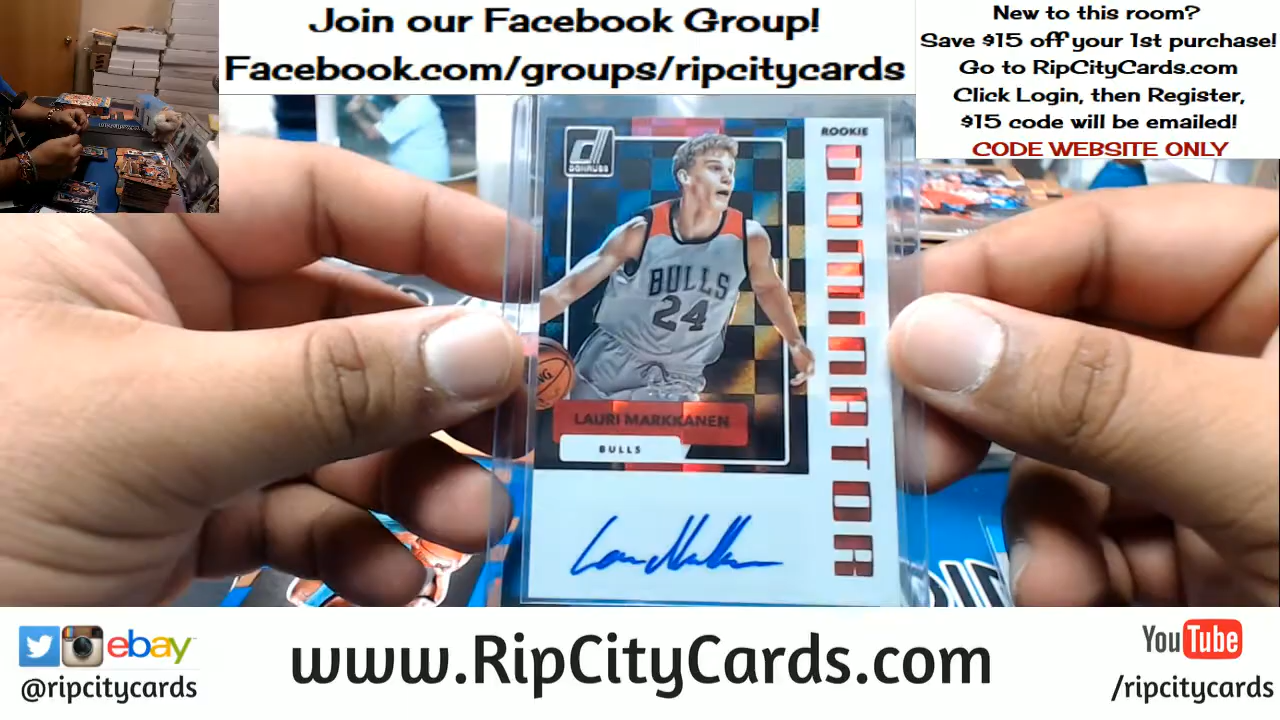 Join our Facebook Group!
Facebook.com/groups/ripcitycards
New to this room?
Save $15 off your 1st purchase!
Go to RipCityCards.com
Click Login, then Register,
$15 code will be emailed!
CODE WEBSITE ONLY
DONRUSS
ROOKIE
DOMINATOR
BULLS
24
LAURI MARKKANEN
BULLS
ebay
@ripcitycards
www.RipCityCards.com
YouTube
/ripcitycards